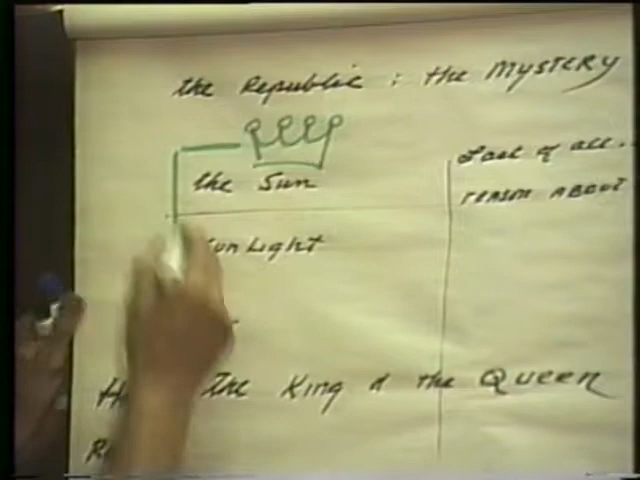 the Republic : the MYSTERY
the Sun
Sun Light
Last of all.
reason about
the King & the Queen